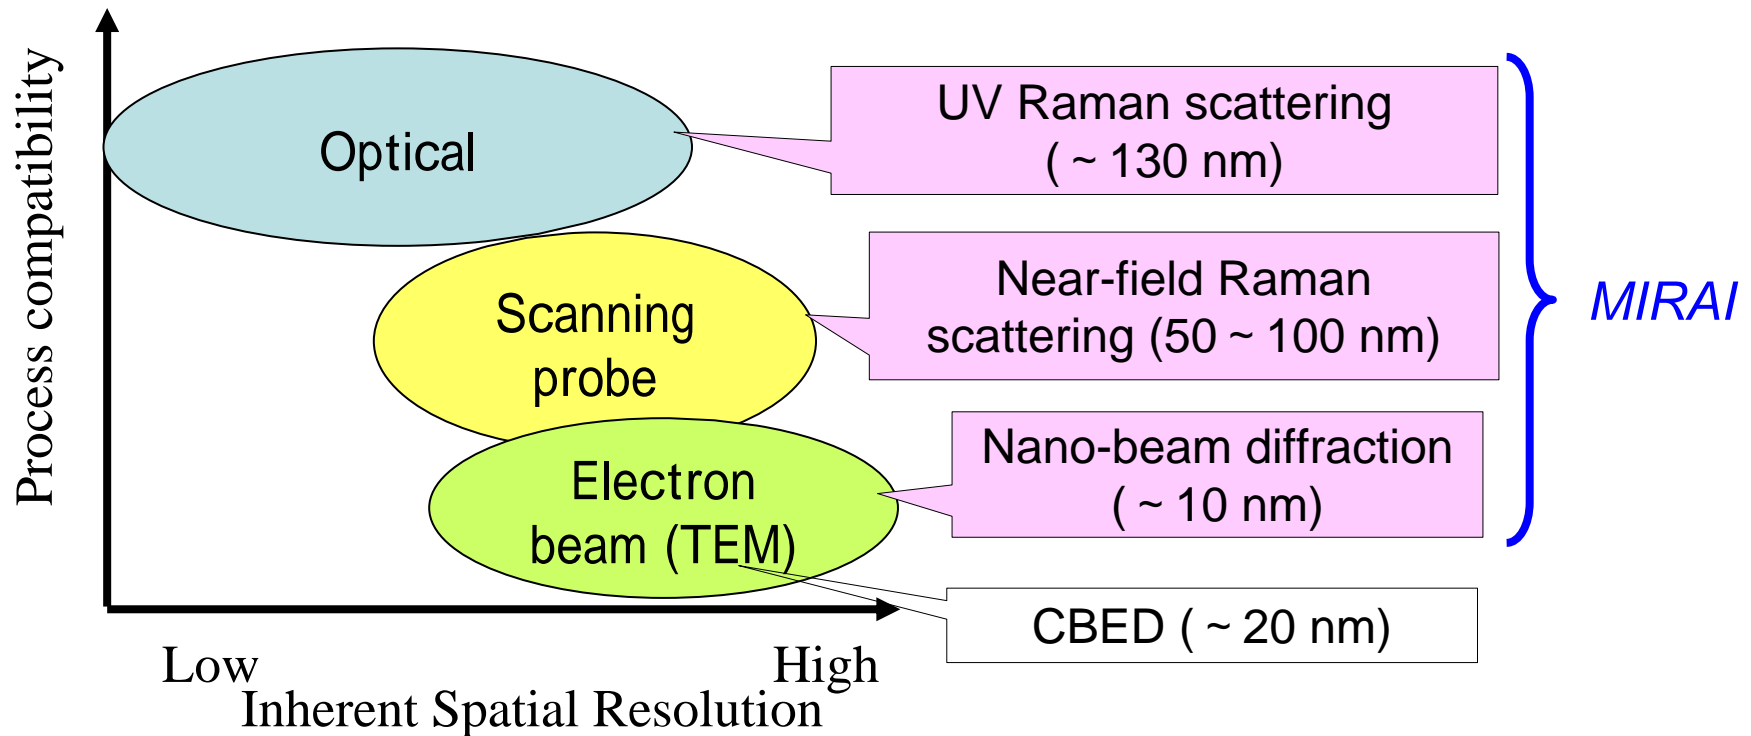 Process compatibility
Optical
UV Raman scattering
( ~ 130 nm)
Scanning
probe
Near-field Raman
scattering (50 ~ 100 nm)
MIRAI
Electron
beam (TEM)
Nano-beam diffraction
( ~ 10 nm)
CBED ( ~ 20 nm)
Low High
Inherent Spatial Resolution